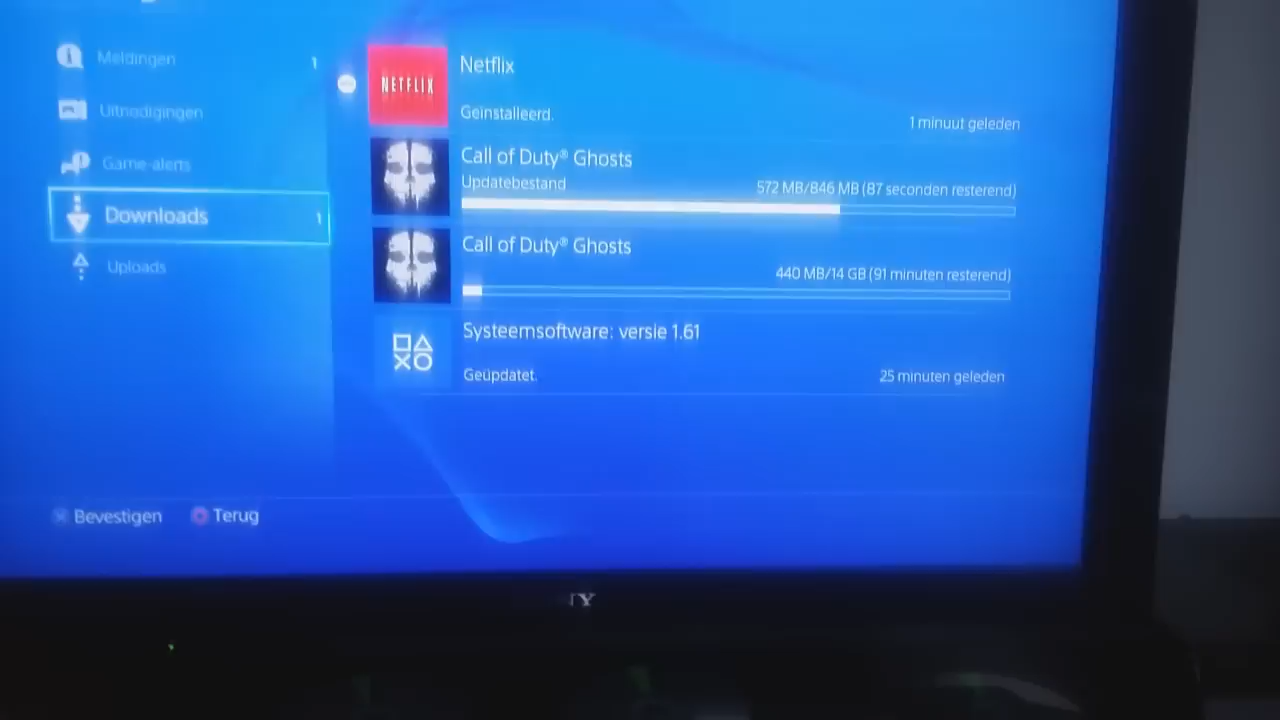 Meldingen 1
Uitnodigingen
Game-alerts
Downloads 1
Uploads
NETFLIX
Netflix
Geïnstalleerd.
1 minuut geleden
Call of Duty® Ghosts
Updatebestand
572 MB/846 MB (87 seconden resterend)
Call of Duty® Ghosts
440 MB/14 GB (91 minuten resterend)
Systeemsoftware: versie 1.61
Geüpdatet.
25 minuten geleden
Bevestigen
Terug